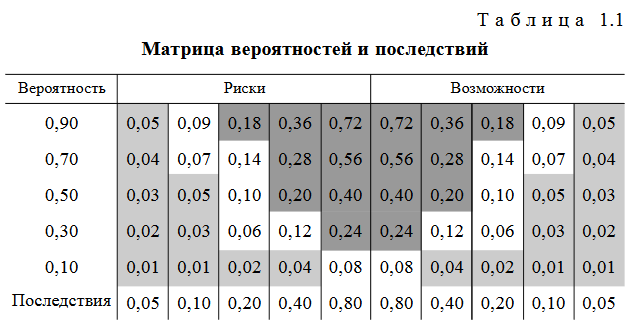 Таблица 1.1
Матрица вероятностей и последствий
Вероятность Риски Возможности
0,90 0,05 0,09 0,18 0,36 0,72 0,72 0,36 0,18 0,09 0,05
0,70 0,04 0,07 0,14 0,28 0,56 0,56 0,28 0,14 0,07 0,04
0,50 0,03 0,05 0,10 0,20 0,40 0,40 0,20 0,10 0,05 0,03
0,30 0,02 0,03 0,06 0,12 0,24 0,24 0,12 0,06 0,03 0,02
0,10 0,01 0,01 0,02 0,04 0,08 0,08 0,04 0,02 0,01 0,01
Последствия 0,05 0,10 0,20 0,40 0,80 0,80 0,40 0,20 0,10 0,05